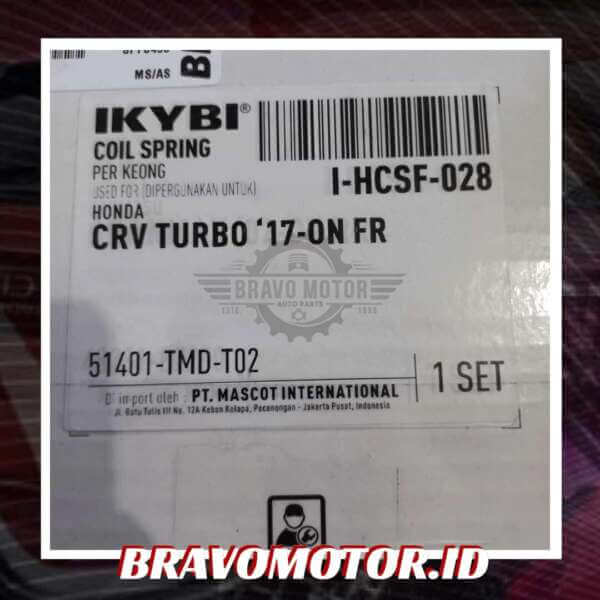 MS/AS
IKYBI®
COIL SPRING
PER KEONG
USED FOR (DIPERGUNAKAN UNTUK)
HONDA
I-HCSF-028
CRV TURBO '17-ON FR
BRAVO MOTOR
AUTO PARTS
51401-TMD-T02
Di import oleh : PT. MASCOT INTERNATIONAL
Jl. Batu Tulis III No. 12A Kebon Kelapa, Pecenongan - Jakarta Pusat, Indonesia
1 SET
BRAVOMOTOR.ID